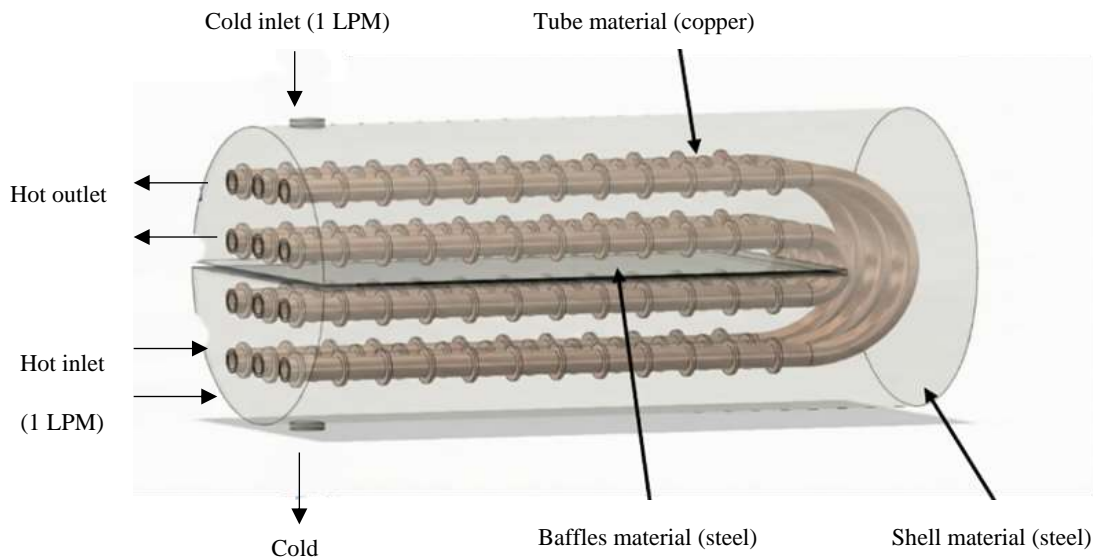 Cold inlet (1 LPM)
Tube material (copper)
Hot outlet
Hot inlet
(1 LPM)
Cold
Baffles material (steel)
Shell material (steel)